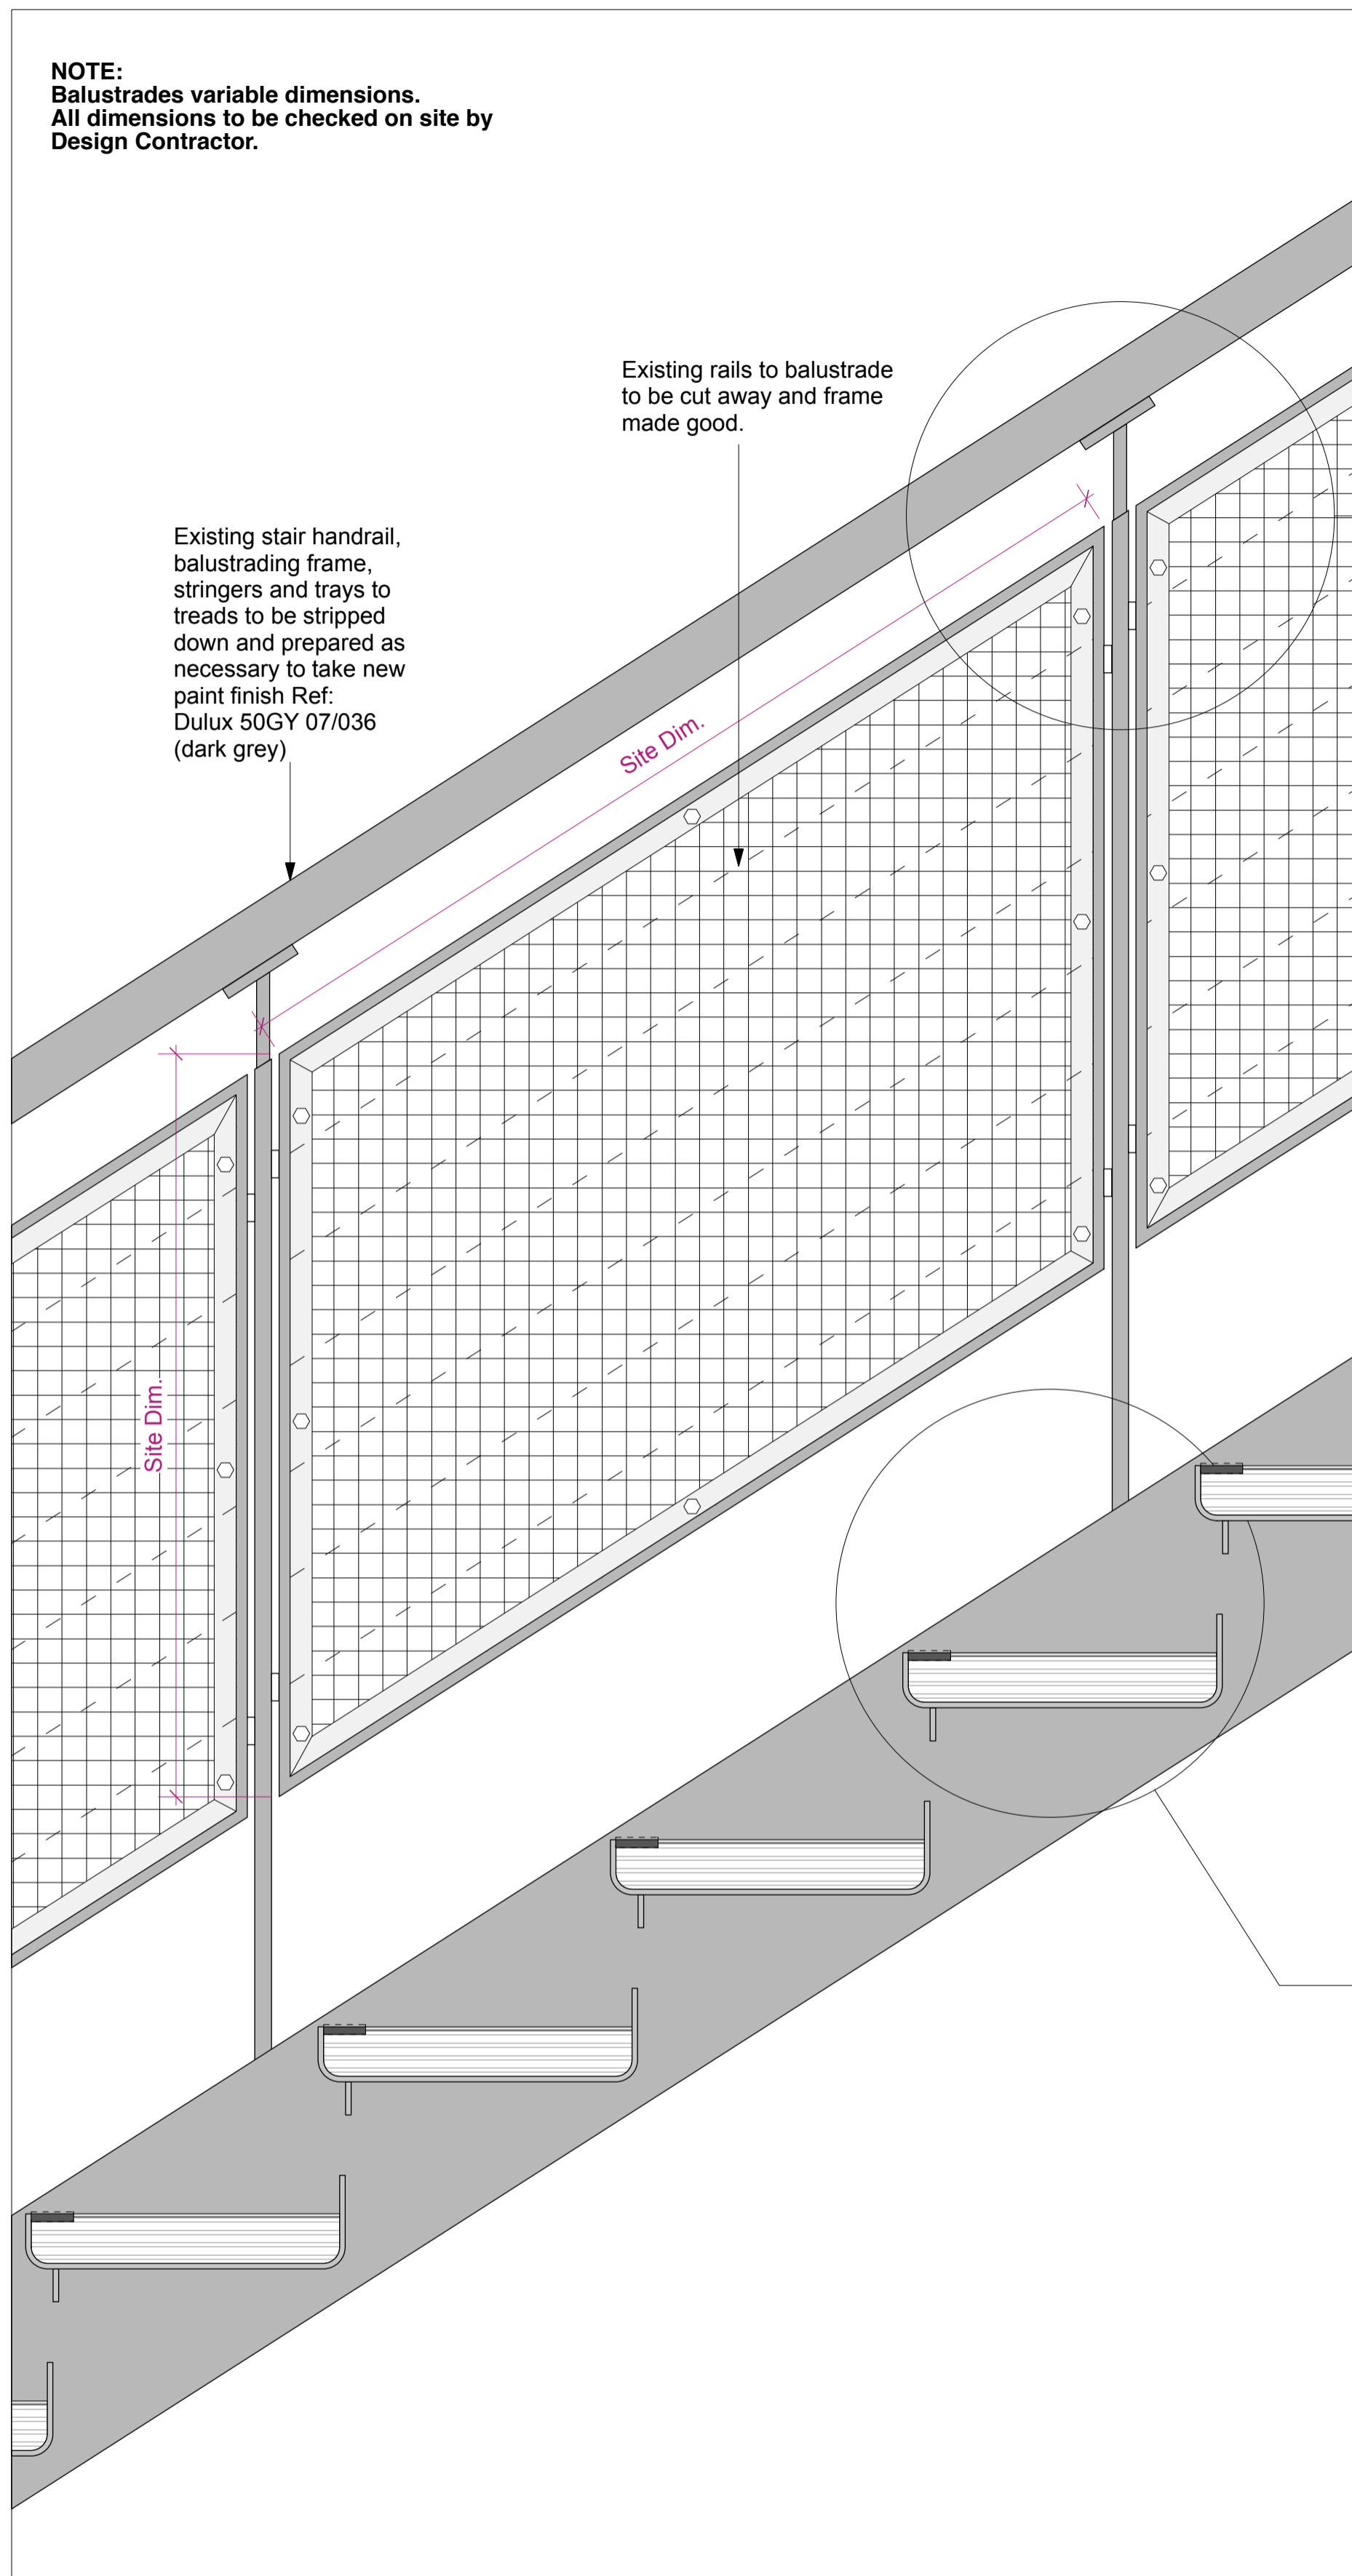 NOTE:
Balustrades variable dimensions.
All dimensions to be checked on site by
Design Contractor.
Existing rails to balustrade
to be cut away and frame
made good.
Existing stair handrail,
balustrading frame,
stringers and trays to
treads to be stripped
down and prepared as
necessary to take new
paint finish Ref:
Dulux 50GY 07/036
(dark grey)
Site Dim.
Site Dim.